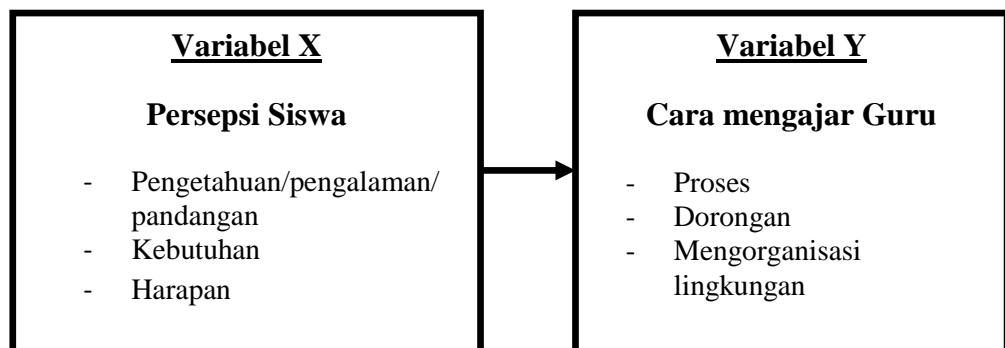 Variabel X
Persepsi Siswa
- Pengetahuan/pengalaman/
pandangan
- Kebutuhan
- Harapan
Variabel Y
Cara mengajar Guru
- Proses
- Dorongan
- Mengorganisasi
lingkungan